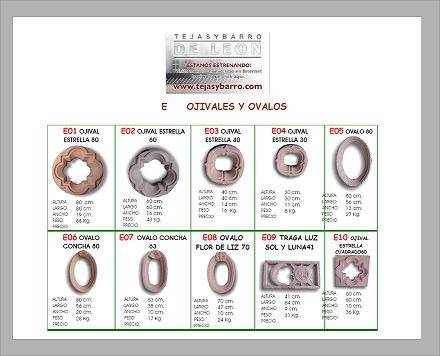 TEJASYBARRO
DE LEON
¡ESTAMOS ESTRENANDO!
www.tejasybarro.com
E OJIVALES Y OVALOS
E01 OJIVAL
ESTRELLA 80
ALTURA 80 cm.
LARGO 80 cm.
ANCHO 19 cm.
PESO 66 Kg.
PRECIO
E02 OJIVAL ESTRELLA
60
ALTURA 60 cm.
LARGO 60 cm.
ANCHO 16 cm.
PESO 43 Kg.
PRECIO
E03 OJIVAL
ESTRELLA 40
ALTURA 40 cm.
LARGO 40 cm.
ANCHO 14 cm.
PESO
PRECIO
E04 OJIVAL
ESTRELLA 30
ALTURA 30 cm.
LARGO 30 cm.
ANCHO 11 cm.
PESO 8 Kg.
PRECIO
E05 OVALO 80
ALTURA 80 cm.
LARGO 56 cm.
ANCHO 13 cm.
PESO 27 Kg.
PRECIO
E06 OVALO
CONCHA 80
ALTURA 80 cm.
LARGO 56 cm.
ANCHO 20 cm.
PESO 28 Kg.
PRECIO
E07 OVALO CONCHA
63
ALTURA 63 cm.
LARGO 38 cm.
ANCHO 10 cm.
PESO 17 Kg.
PRECIO
E08 OVALO
FLOR DE LIZ 70
ALTURA 70 cm.
LARGO 47 cm.
ANCHO 10 cm.
PESO 24 Kg.
PRECIO
E09 TRAGA LUZ
SOL Y LUNA41
ALTURA 41 cm.
LARGO 64 cm.
ANCHO 9 cm.
PESO 31 Kg.
PRECIO
E10 OJIVAL
ESTRELLA
CUADRADO60
ALTURA 60 cm.
LARGO 60 cm.
ANCHO 10 cm.
PESO 36 Kg.
PRECIO